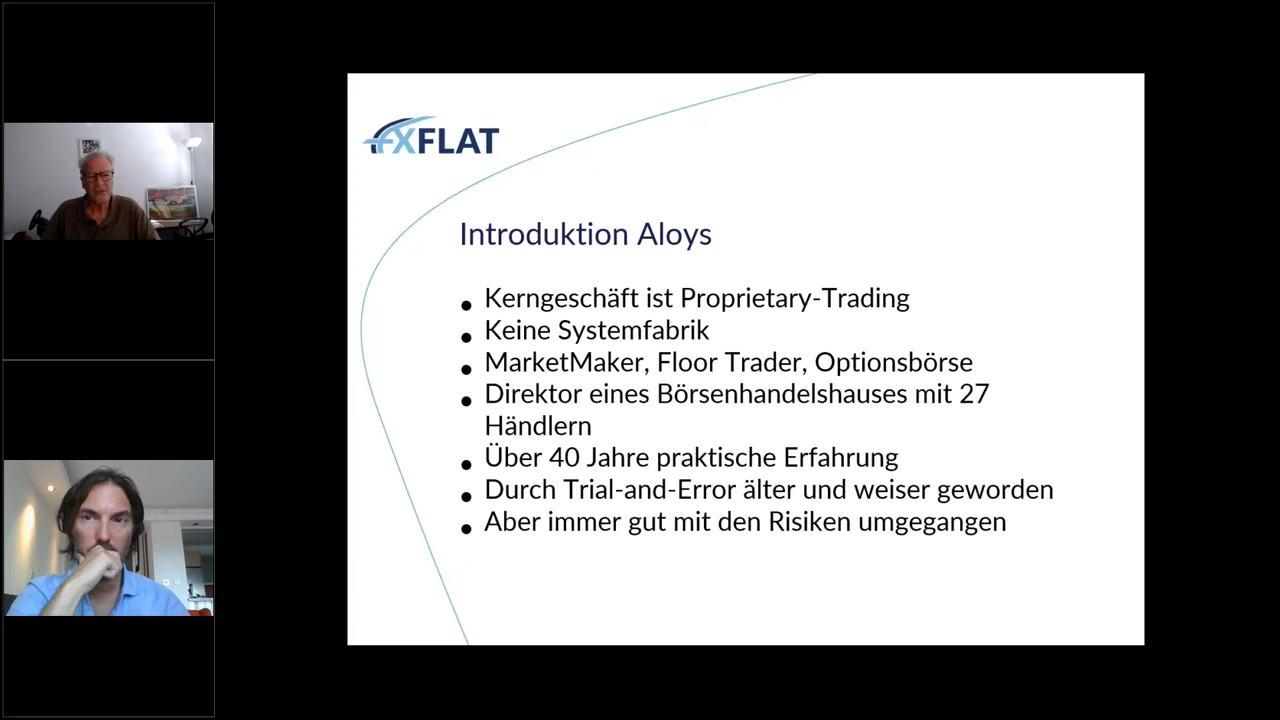 FXFLAT
Introduktion Aloys
Kerngeschäft ist Proprietary-Trading
Keine Systemfabrik
MarketMaker, Floor Trader, Optionsbörse
Direktor eines Börsenhandelshauses mit 27
Händlern
Über 40 Jahre praktische Erfahrung
Durch Trial-and-Error älter und weiser geworden
Aber immer gut mit den Risiken umgegangen